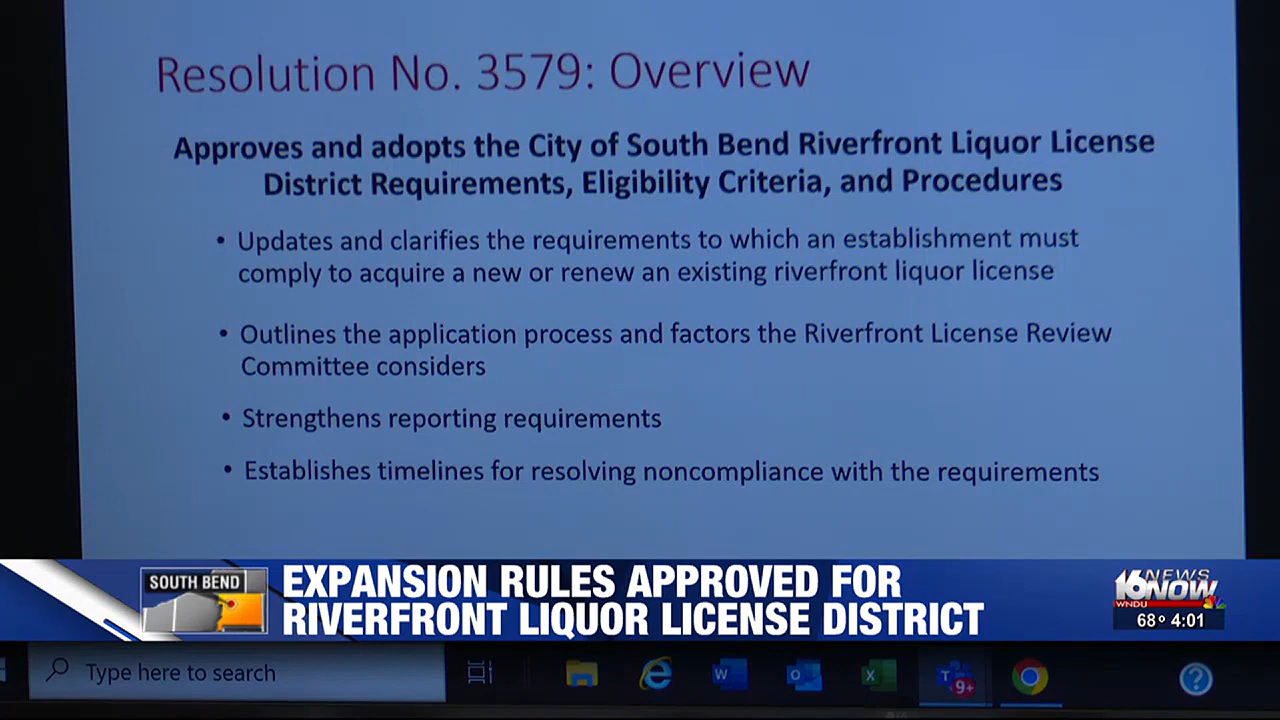 Resolution No. 3579: Overview
Approves and adopts the City of South Bend Riverfront Liquor License
District Requirements, Eligibility Criteria, and Procedures
• Updates and clarifies the requirements to which an establishment must
comply to acquire a new or renew an existing riverfront liquor license
• Outlines the application process and factors the Riverfront License Review
Committee considers
• Strengthens reporting requirements
• Establishes timelines for resolving noncompliance with the requirements
SOUTH BEND
EXPANSION RULES APPROVED FOR
RIVERFRONT LIQUOR LICENSE DISTRICT
16 NEWS
NOW
WNDU
68° 4:01
Type here to search
W
O
X
T
9+
?